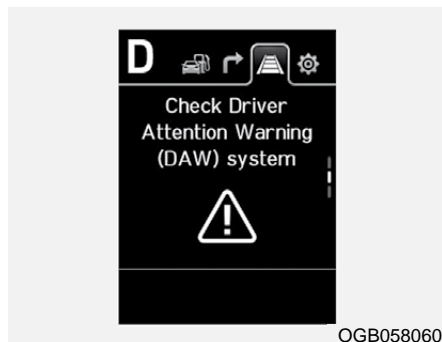 D
Check Driver
Attention Warning
(DAW) system
OGB058060